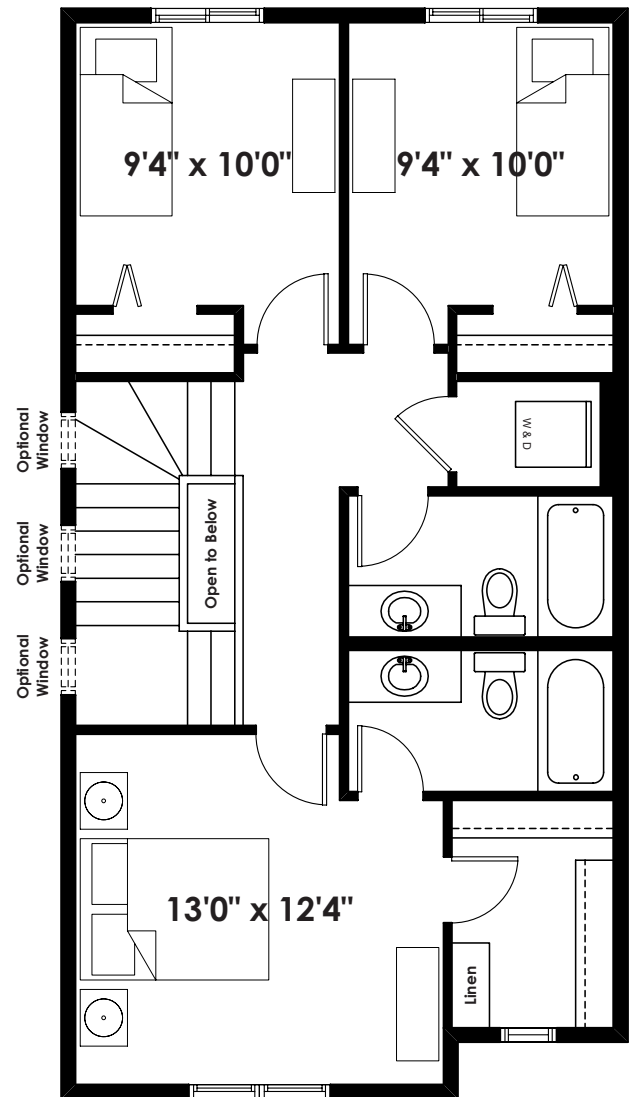 9'4" x 10'0"
9'4" x 10'0"
Optional
Window
W & D
Optional
Window
Open to Below
Optional
Window
13'0" x 12'4"
Linen